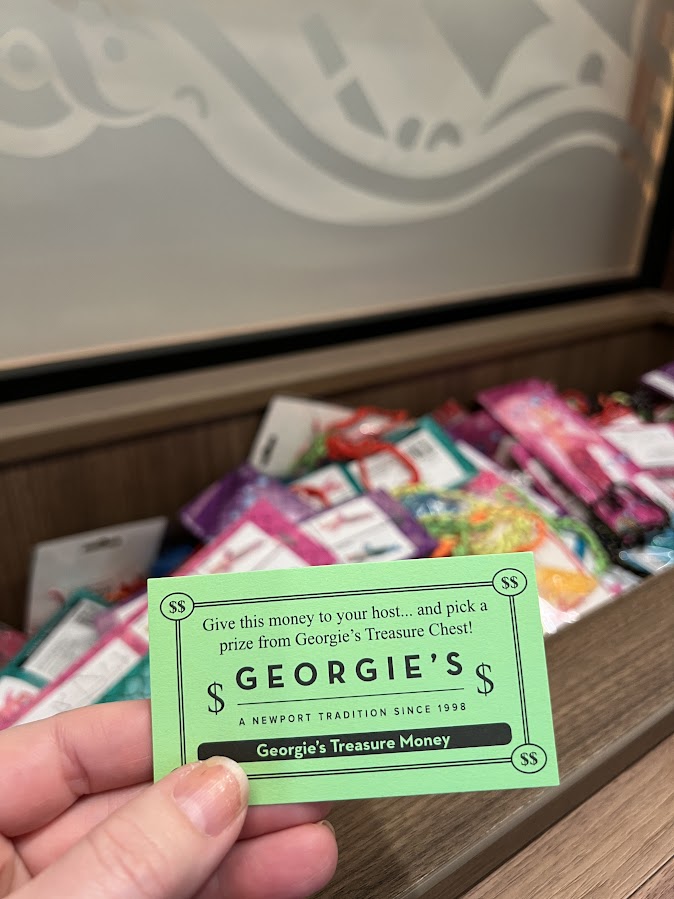 $$ $$
Give this money to your host... and pick a
prize from Georgie's Treasure Chest!
$ GEORGIE'S $
A NEWPORT TRADITION SINCE 1998
Georgie's Treasure Money
$$